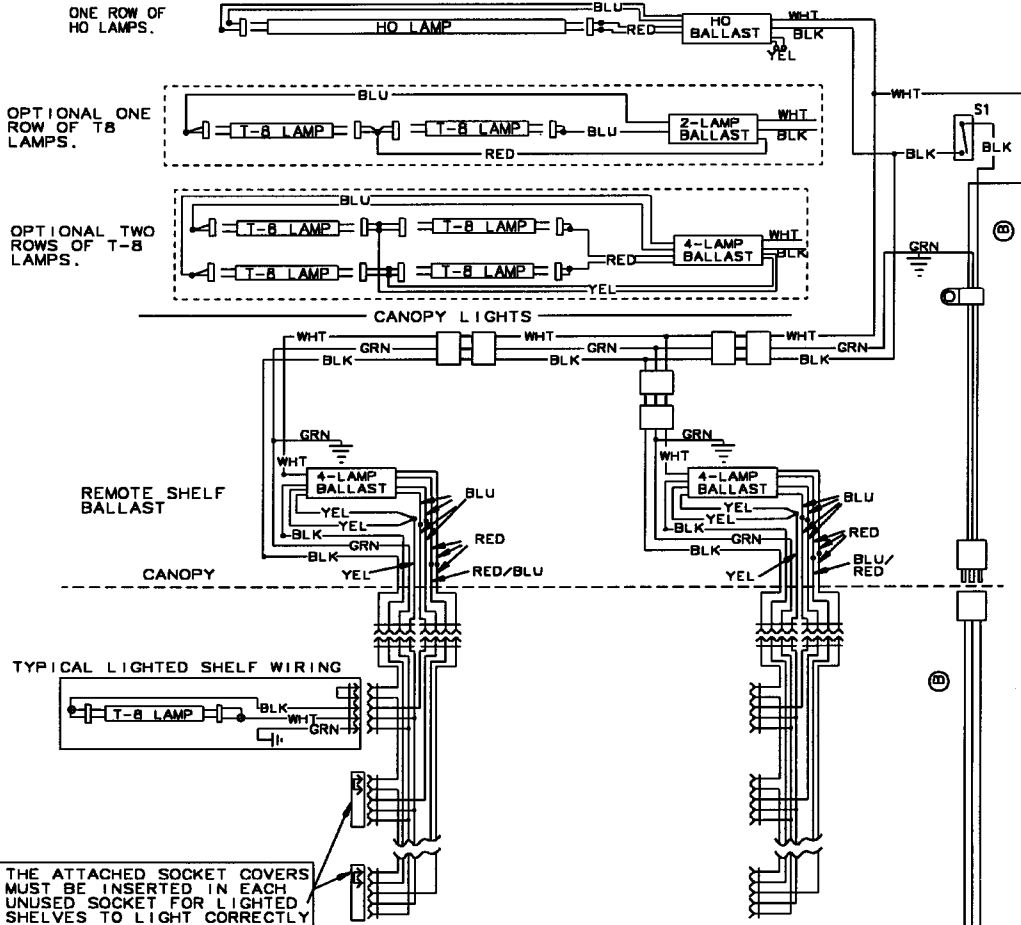 ONE ROW OF
HO LAMPS.
HO LAMP
BLU
RED
HO
BALLAST
WHT
BLK
YEL
WHT
S1
BLK
BLK
OPTIONAL ONE
ROW OF T8
LAMPS.
BLU
T-8 LAMP
T-8 LAMP
BLU
RED
2-LAMP
BALLAST
WHT
BLK
OPTIONAL TWO
ROWS OF T-8
LAMPS.
BLU
T-8 LAMP
T-8 LAMP
T-8 LAMP
T-8 LAMP
RED
YEL
4-LAMP
BALLAST
WHT
BLK
GRN
B
CANOPY LIGHTS
WHT
WHT
WHT
GRN
GRN
GRN
BLK
BLK
BLK
GRN
GRN
WHT
WHT
4-LAMP
BALLAST
4-LAMP
BALLAST
REMOTE SHELF
BALLAST
BLU
BLU
YEL
YEL
YEL
YEL
BLK
BLK
RED
RED
GRN
GRN
BLK
BLK
YEL
RED/BLU
YEL
BLU/
RED
CANOPY
TYPICAL LIGHTED SHELF WIRING
T-8 LAMP
BLK
WHT
GRN
B
THE ATTACHED SOCKET COVERS
MUST BE INSERTED IN EACH
UNUSED SOCKET FOR LIGHTED
SHELVES TO LIGHT CORRECTLY